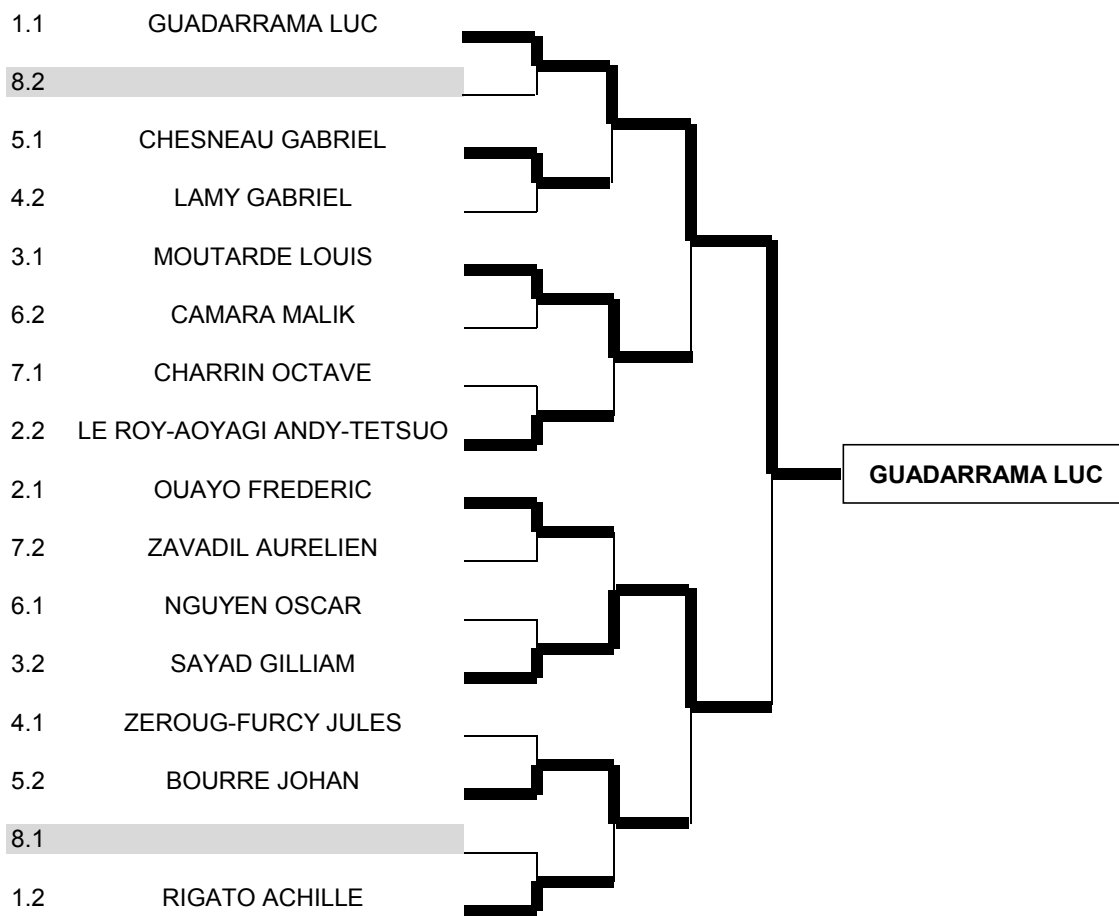 1.1 GUADARRAMA LUC
8.2
5.1 CHESNEAU GABRIEL
4.2 LAMY GABRIEL
3.1 MOUTARDE LOUIS
6.2 CAMARA MALIK
7.1 CHARRIN OCTAVE
2.2 LE ROY-AOYAGI ANDY-TETSUO
GUADARRAMA LUC
2.1 OUAYO FREDERIC
7.2 ZAVADIL AURELIEN
6.1 NGUYEN OSCAR
3.2 SAYAD GILLIAM
4.1 ZEROUG-FURCY JULES
5.2 BOURRE JOHAN
8.1
1.2 RIGATO ACHILLE